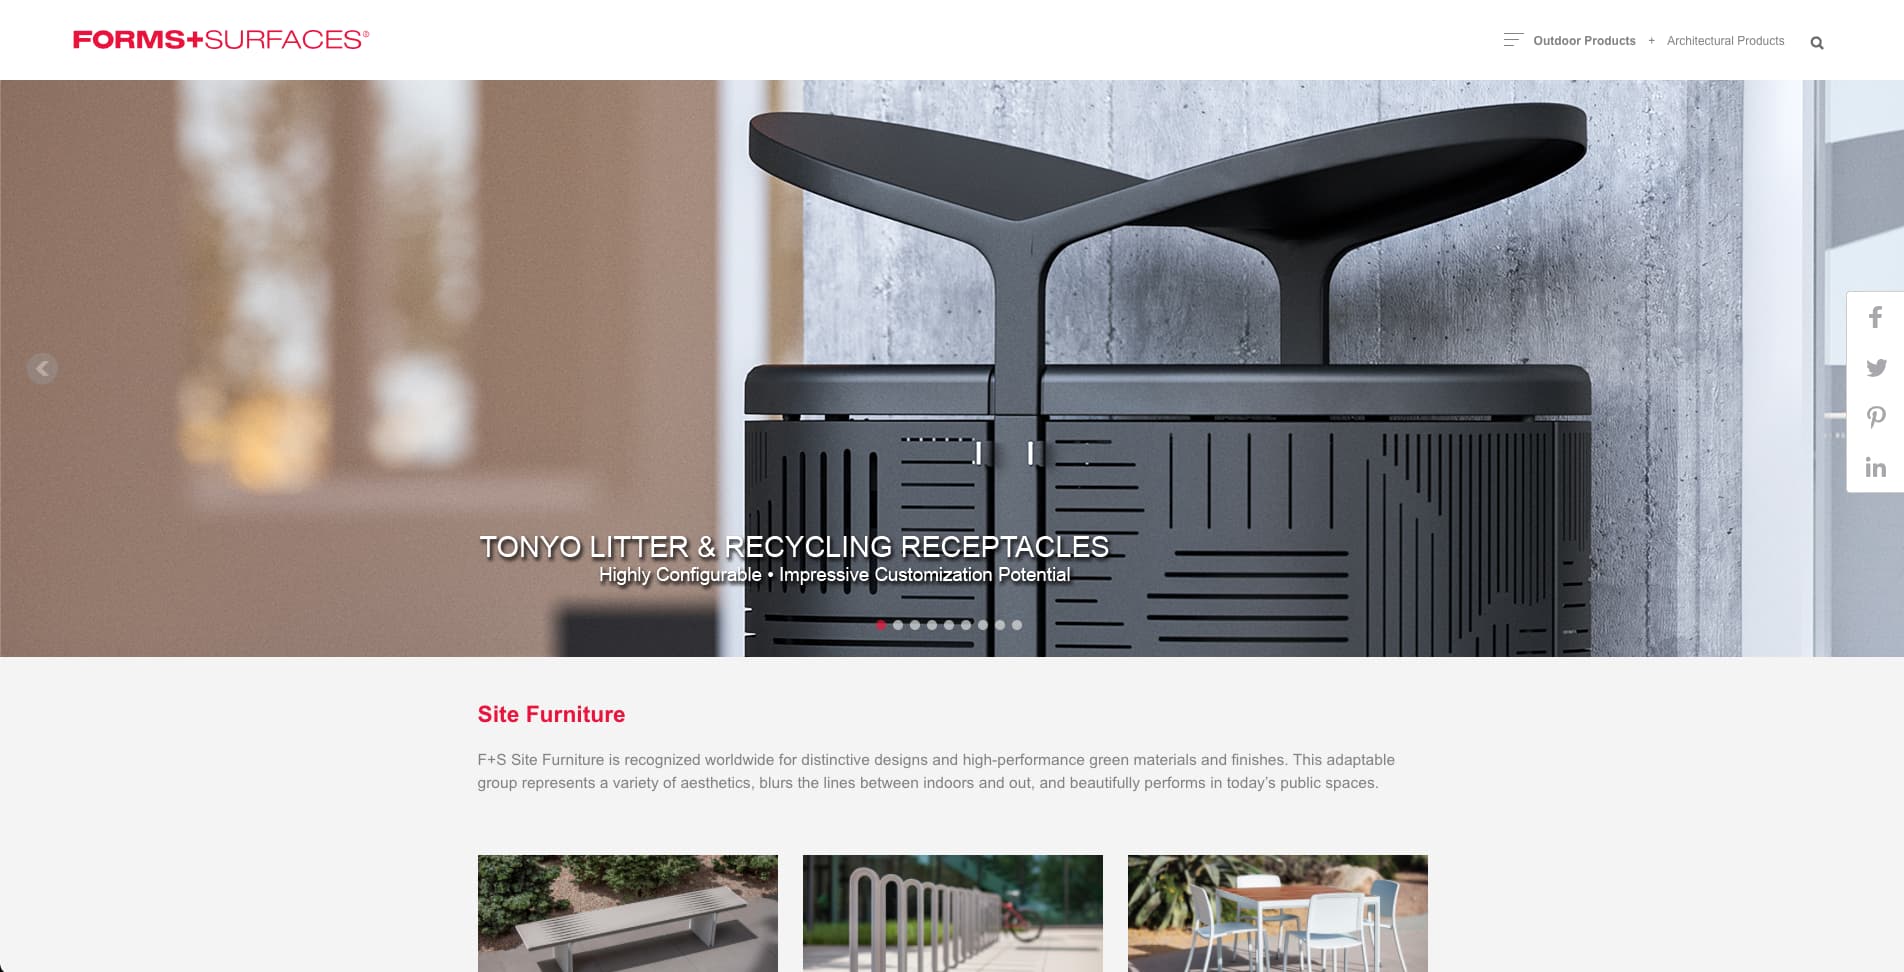 FORMS+SURFACES®
Outdoor Products + Architectural Products
TONYO LITTER & RECYCLING RECEPTACLES
Highly Configurable • Impressive Customization Potential
Site Furniture
F+S Site Furniture is recognized worldwide for distinctive designs and high-performance green materials and finishes. This adaptable
group represents a variety of aesthetics, blurs the lines between indoors and out, and beautifully performs in today’s public spaces.